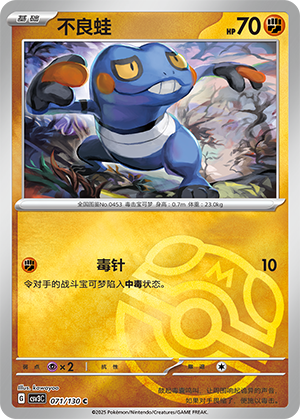 基础 不良蛙 HP 70
全国图鉴No.0453 毒击宝可梦 身高：0.7m 体重：23.0kg
毒针 10
令对手的战斗宝可梦陷入中毒状态。
弱点 ×2 抗性 撤退
Illus. kawayoo
G CSV3C 071/130 C
©2025 Pokémon/Nintendo/Creatures/GAME FREAK.